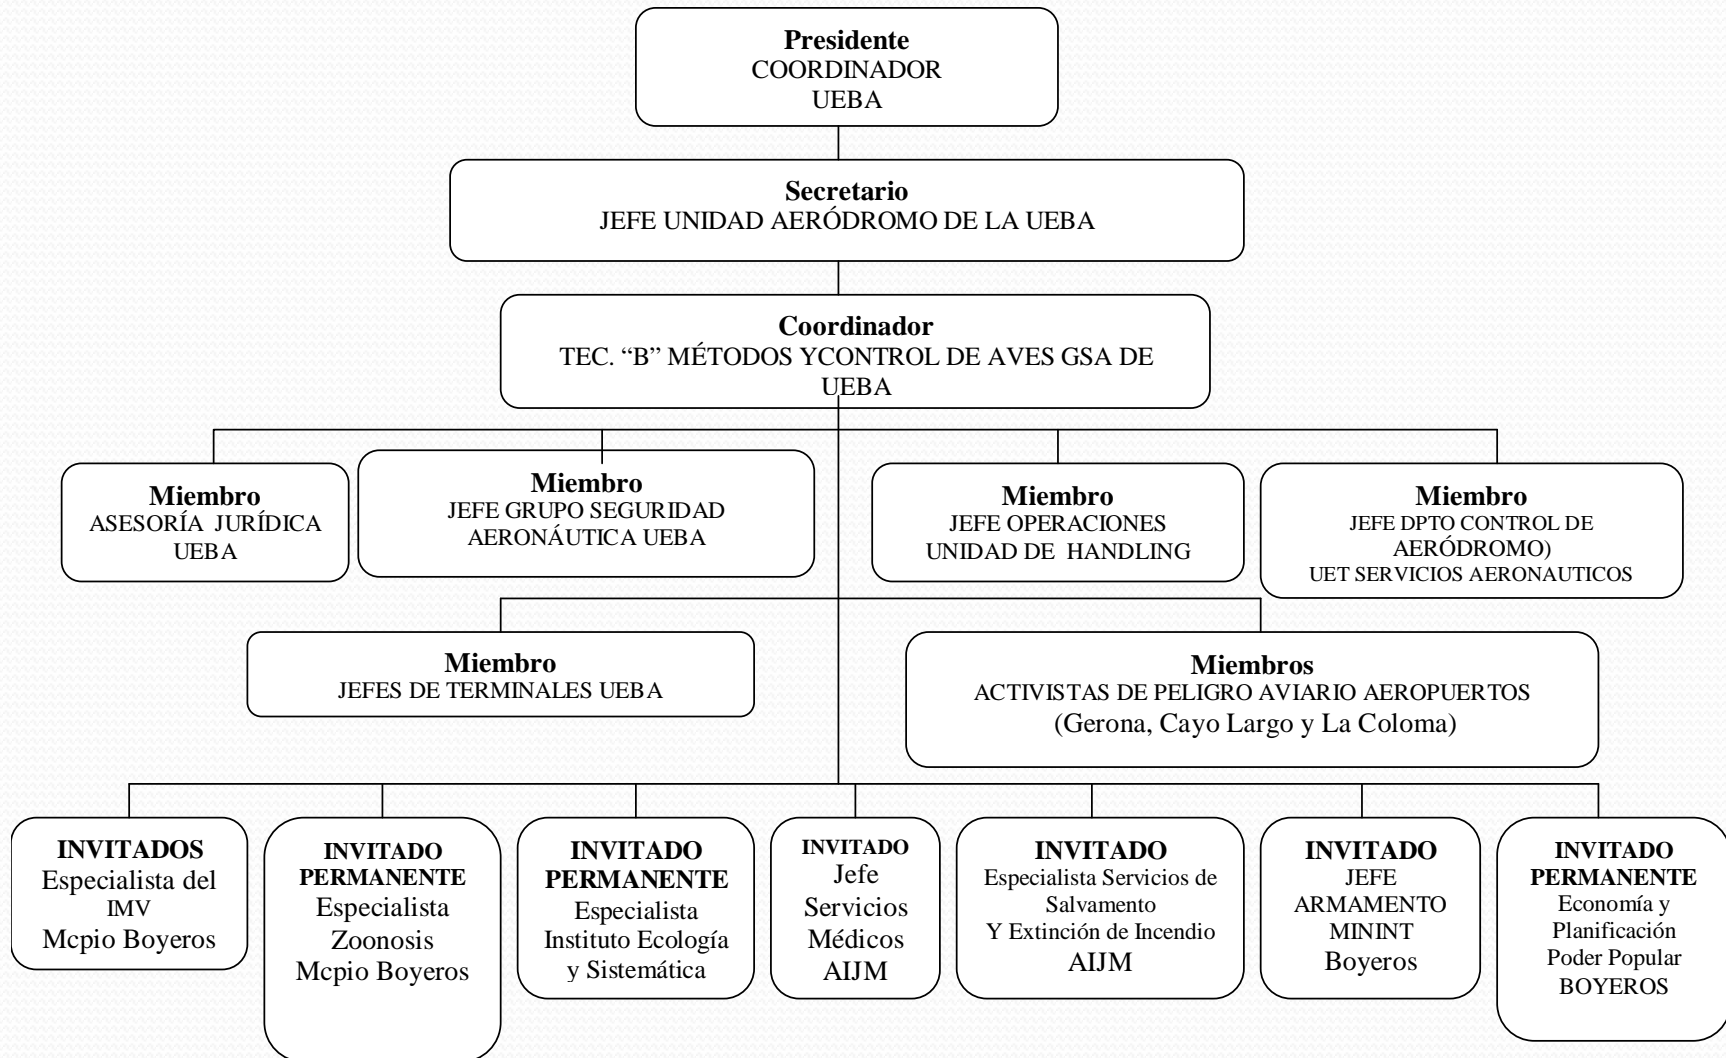 Presidente
COORDINADOR
UEBA
Secretario
JEFE UNIDAD AERÓDROMO DE LA UEBA
Coordinador
TEC. “B” MÉTODOS YCONTROL DE AVES GSA DE
UEBA
Miembro
ASESORÍA JURÍDICA
UEBA
Miembro
JEFE GRUPO SEGURIDAD
AERONÁUTICA UEBA
Miembro
JEFE OPERACIONES
UNIDAD DE HANDLING
Miembro
JEFE DPTO CONTROL DE
AERÓDROMO)
UET SERVICIOS AERONAUTICOS
Miembro
JEFES DE TERMINALES UEBA
Miembros
ACTIVISTAS DE PELIGRO AVIARIO AEROPUERTOS
(Gerona, Cayo Largo y La Coloma)
INVITADOS
Especialista del
IMV
Mcpio Boyeros
INVITADO
PERMANENTE
Especialista
Zoonosis
Mcpio Boyeros
INVITADO
PERMANENTE
Especialista
Instituto Ecología
y Sistemática
INVITADO
Jefe
Servicios
Médicos
AIJM
INVITADO
Especialista Servicios de
Salvamento
Y Extinción de Incendio
AIJM
INVITADO
JEFE
ARMAMENTO
MININT
Boyeros
INVITADO
PERMANENTE
Economía y
Planificación
Poder Popular
BOYEROS